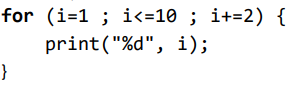 for (i=1 ; i<=10 ; i+=2) {
    print("%d", i);
}